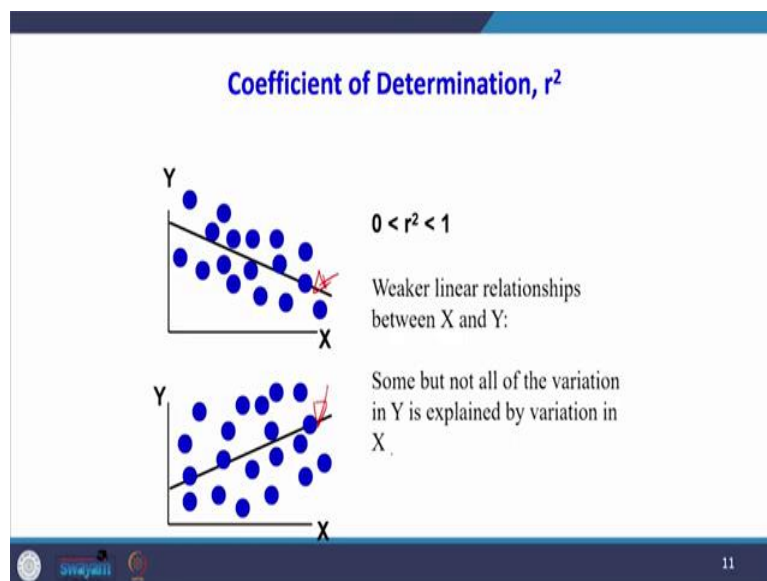 Coefficient of Determination, r²
Y
X
0 < r² < 1
Weaker linear relationships
between X and Y:
Some but not all of the variation
in Y is explained by variation in
X .
Y
X
swayam
11